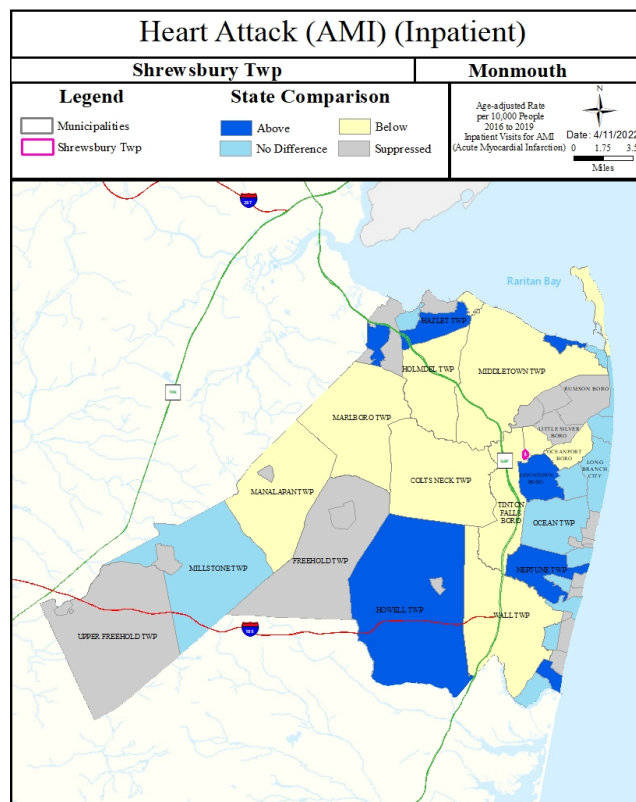 Heart Attack (AMI) (Inpatient)
Shrewsbury Twp
Monmouth
Legend
Municipalities
Shrewsbury Twp
State Comparison
Above
Below
No Difference
Suppressed
Age-adjusted Rate
per 10,000 People
2016 to 2019
Inpatient Visits for AMI
(Acute Myocardial Infarction)
N
Date: 4/11/2022
0 1.75 3.5
Miles
Raritan Bay
HAZLET TWP
HOLMDEL TWP
MIDDLETOWN TWP
RUMSON BORO
MARLBORO TWP
LITTLE SILVER
BORO
OCEANPORT
BORO
LONG
BRANCH
CITY
MANALAPAN TWP
COLTS NECK TWP
TINTON
FALLS
BORO
OCEAN TWP
FREEHOLD TWP
MILLSTONE TWP
NEPTUNE TWP
HOWELL TWP
WALL TWP
UPPER FREEHOLD TWP